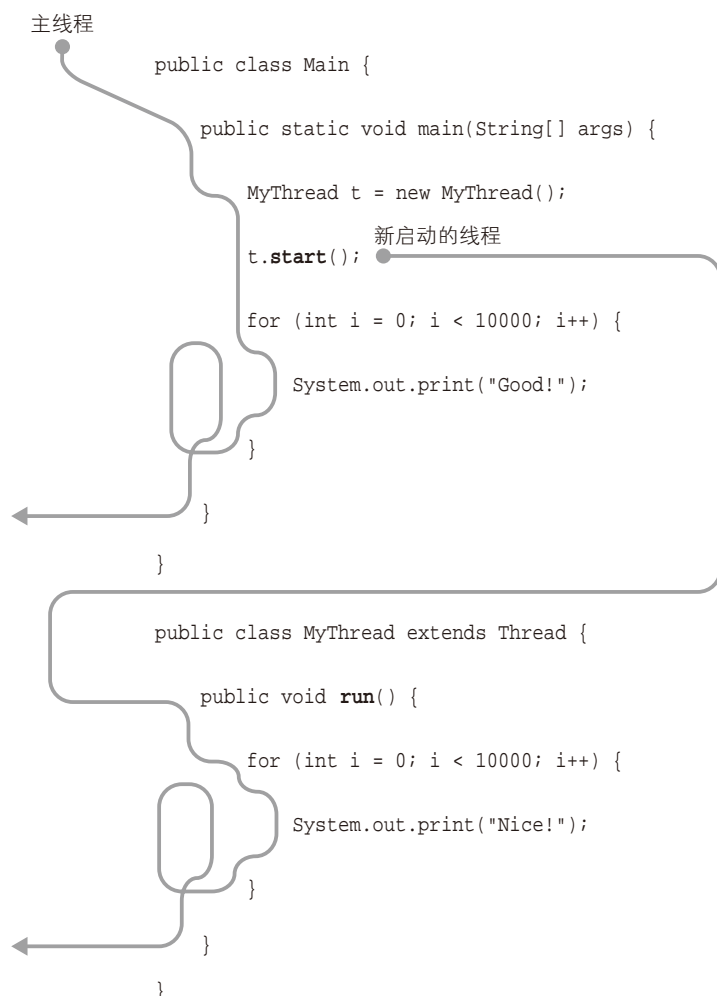 主线程
public class Main {
public static void main(String[] args) {
MyThread t = new MyThread();
新启动的线程
t.start();
for (int i = 0; i < 10000; i++) {
System.out.print("Good!");
}
}
}
public class MyThread extends Thread {
public void run() {
for (int i = 0; i < 10000; i++) {
System.out.print("Nice!");
}
}
}